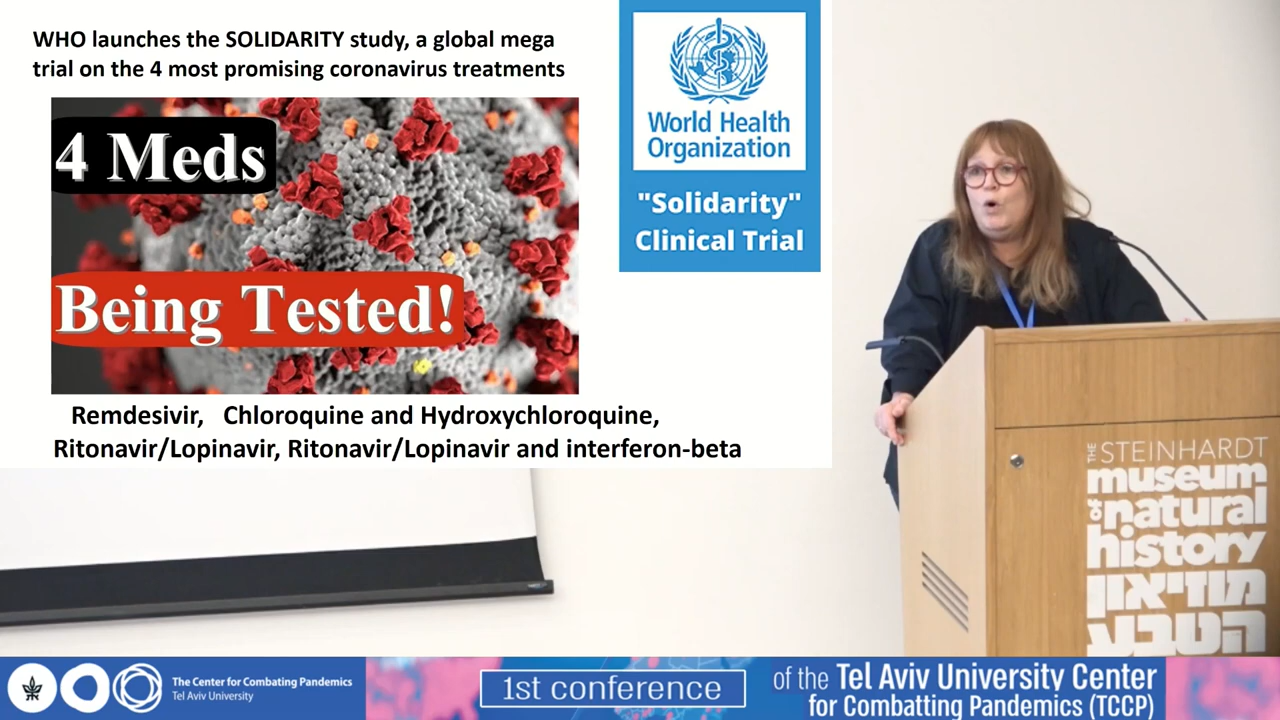 WHO launches the SOLIDARITY study, a global mega
trial on the 4 most promising coronavirus treatments
4 Meds
Being Tested!
Remdesivir, Chloroquine and Hydroxychloroquine,
Ritonavir/Lopinavir, Ritonavir/Lopinavir and interferon-beta
World Health
Organization
"Solidarity"
Clinical Trial
THE STEINHARDT
museum
of natural
history
מוזיאון
הטבע
The Center for Combating Pandemics
Tel Aviv University
1st conference
of the Tel Aviv University Center
for Combatting Pandemics (TCCP)